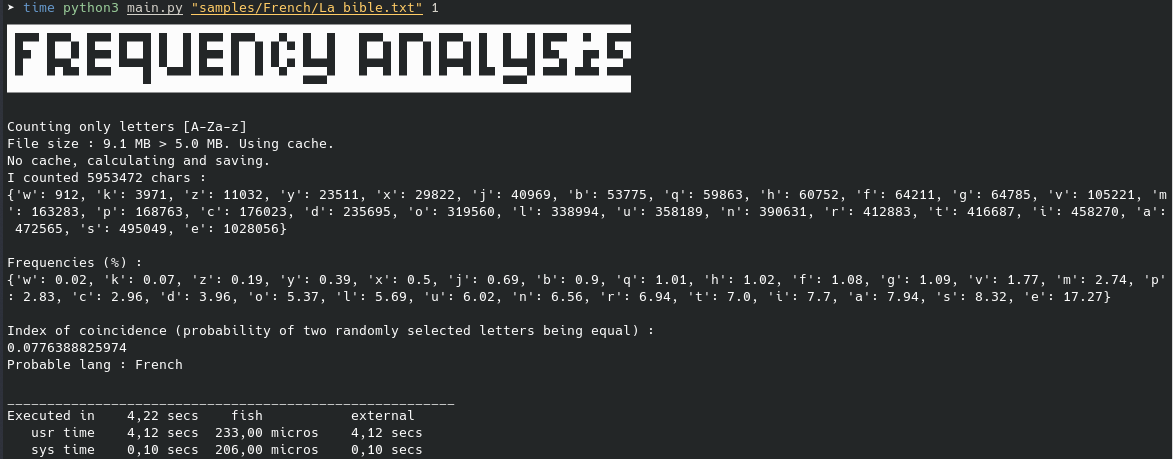 ➤ time python3 main.py "samples/French/La bible.txt" 1
FREQUENCY ANALYSIS
Counting only letters [A-Za-z]
File size : 9.1 MB > 5.0 MB. Using cache.
No cache, calculating and saving.
I counted 5953472 chars :
{'w': 912, 'k': 3971, 'z': 11032, 'y': 23511, 'x': 29822, 'j': 40969, 'b': 53775, 'q': 59863, 'h': 60752, 'f': 64211, 'g': 64785, 'v': 105221, 'm
': 163283, 'p': 168763, 'c': 176023, 'd': 235695, 'o': 319560, 'l': 338994, 'u': 358189, 'n': 390631, 'r': 412883, 't': 416687, 'i': 458270, 'a':
 472565, 's': 495049, 'e': 1028056}
Frequencies (%) :
{'w': 0.02, 'k': 0.07, 'z': 0.19, 'y': 0.39, 'x': 0.5, 'j': 0.69, 'b': 0.9, 'q': 1.01, 'h': 1.02, 'f': 1.08, 'g': 1.09, 'v': 1.77, 'm': 2.74, 'p'
: 2.83, 'c': 2.96, 'd': 3.96, 'o': 5.37, 'l': 5.69, 'u': 6.02, 'n': 6.56, 'r': 6.94, 't': 7.0, 'i': 7.7, 'a': 7.94, 's': 8.32, 'e': 17.27}
Index of coincidence (probability of two randomly selected letters being equal) :
0.0776388825974
Probable lang : French
________________________________________________________
Executed in    4,22 secs    fish           external
   usr time    4,12 secs  233,00 micros    4,12 secs
   sys time    0,10 secs  206,00 micros    0,10 secs